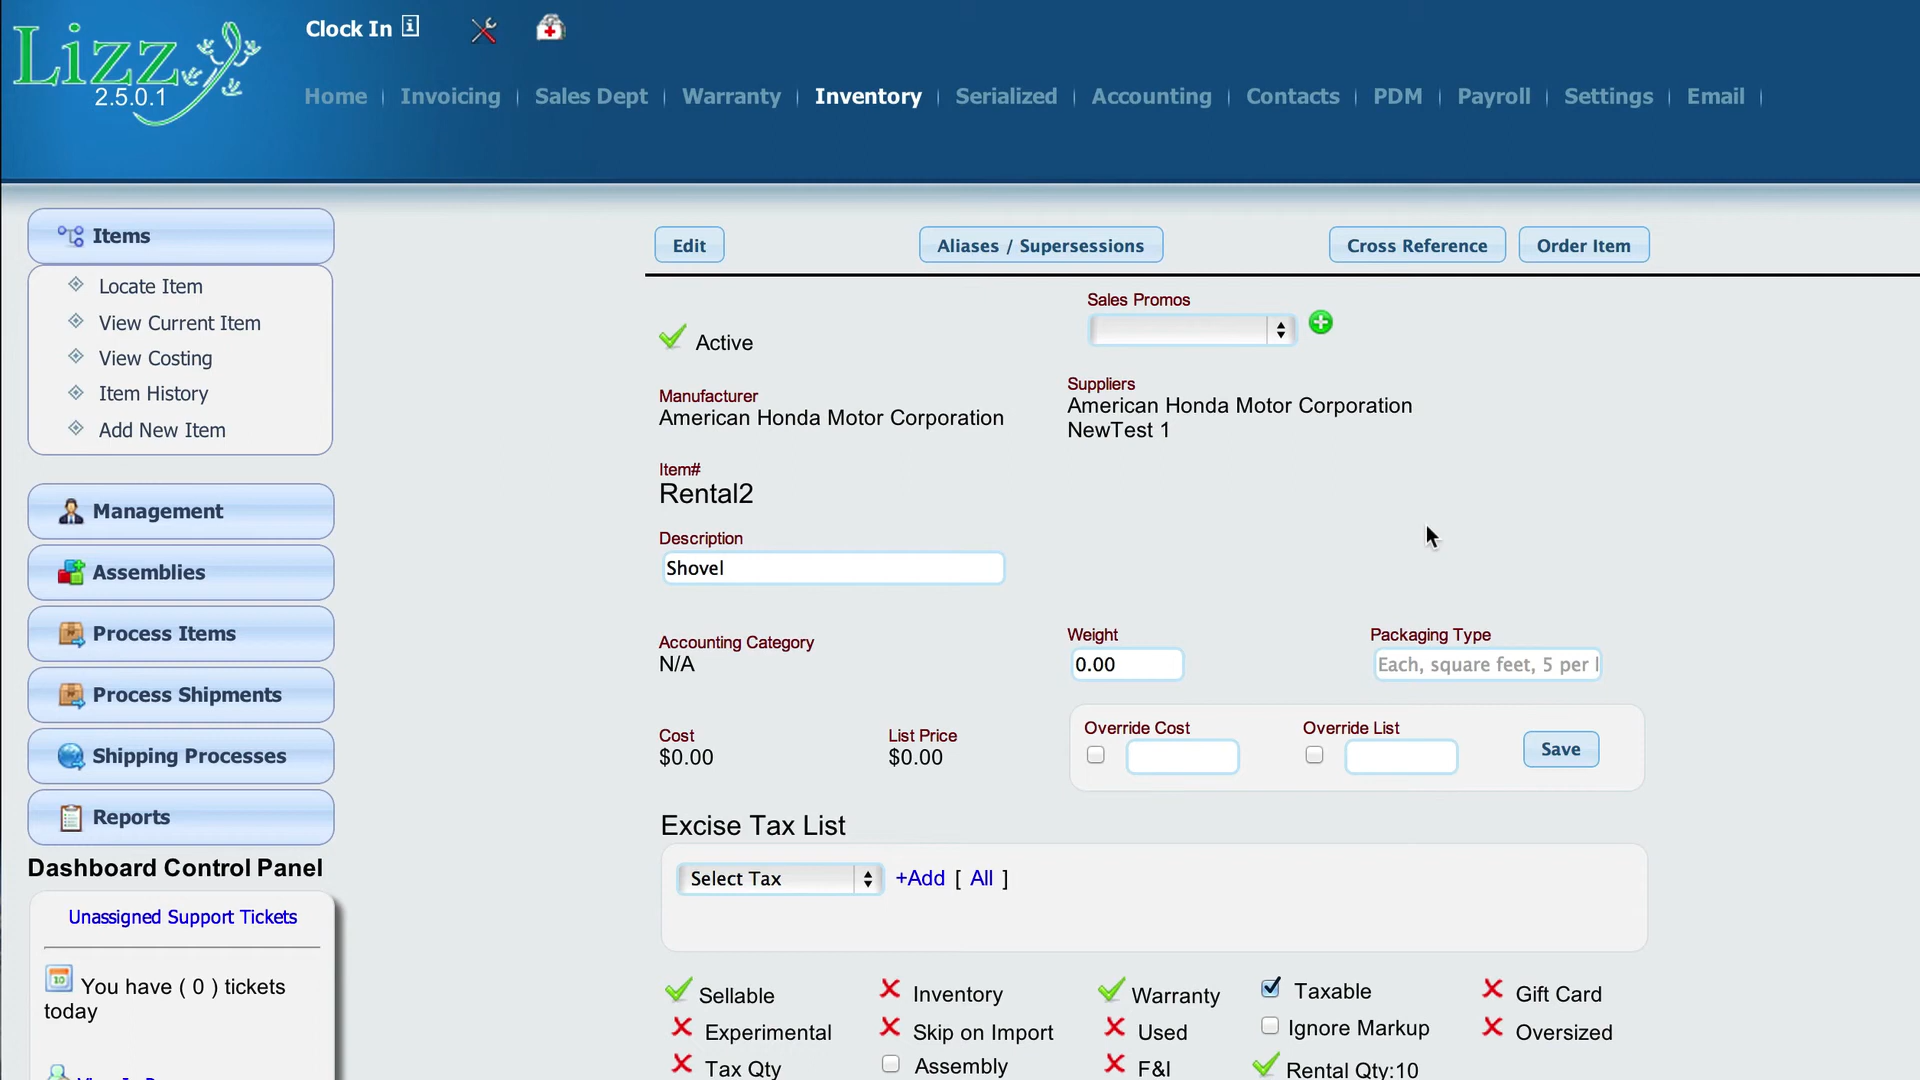 Lizzy
2.5.0.1
Clock In
Home
Invoicing
Sales Dept
Warranty
Inventory
Serialized
Accounting
Contacts
PDM
Payroll
Settings
Email
Items
Locate Item
View Current Item
View Costing
Item History
Add New Item
Management
Assemblies
Process Items
Process Shipments
Shipping Processes
Reports
Dashboard Control Panel
Unassigned Support Tickets
10
You have ( 0 ) tickets
today
Edit
Aliases / Supersessions
Cross Reference
Order Item
Active
Sales Promos
Manufacturer
American Honda Motor Corporation
Suppliers
American Honda Motor Corporation
NewTest 1
Item#
Rental2
Description
Shovel
Accounting Category
N/A
Weight
0.00
Packaging Type
Each, square feet, 5 per
Cost
$0.00
List Price
$0.00
Override Cost
Override List
Save
Excise Tax List
Select Tax
+Add [ All ]
Sellable
Inventory
Warranty
Taxable
Gift Card
Experimental
Skip on Import
Used
Ignore Markup
Oversized
Tax Qty
Assembly
F&I
Rental Qty:10